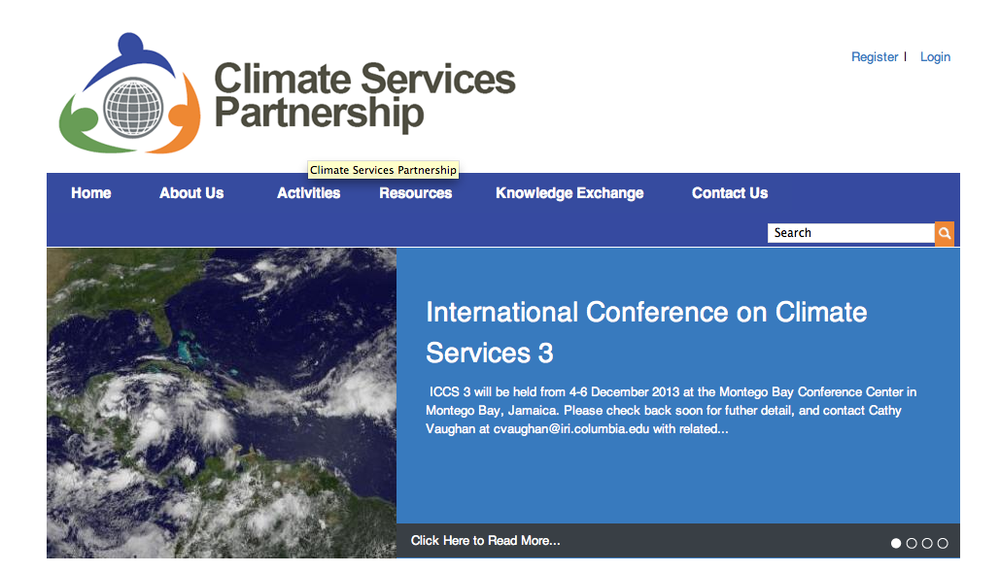 Climate Services
Partnership
Register | Login
Climate Services Partnership
Home About Us Activities Resources Knowledge Exchange Contact Us
Search
International Conference on Climate
Services 3
ICCS 3 will be held from 4-6 December 2013 at the Montego Bay Conference Center in
Montego Bay, Jamaica. Please check back soon for futher detail, and contact Cathy
Vaughan at cvaughan@iri.columbia.edu with related...
Click Here to Read More...